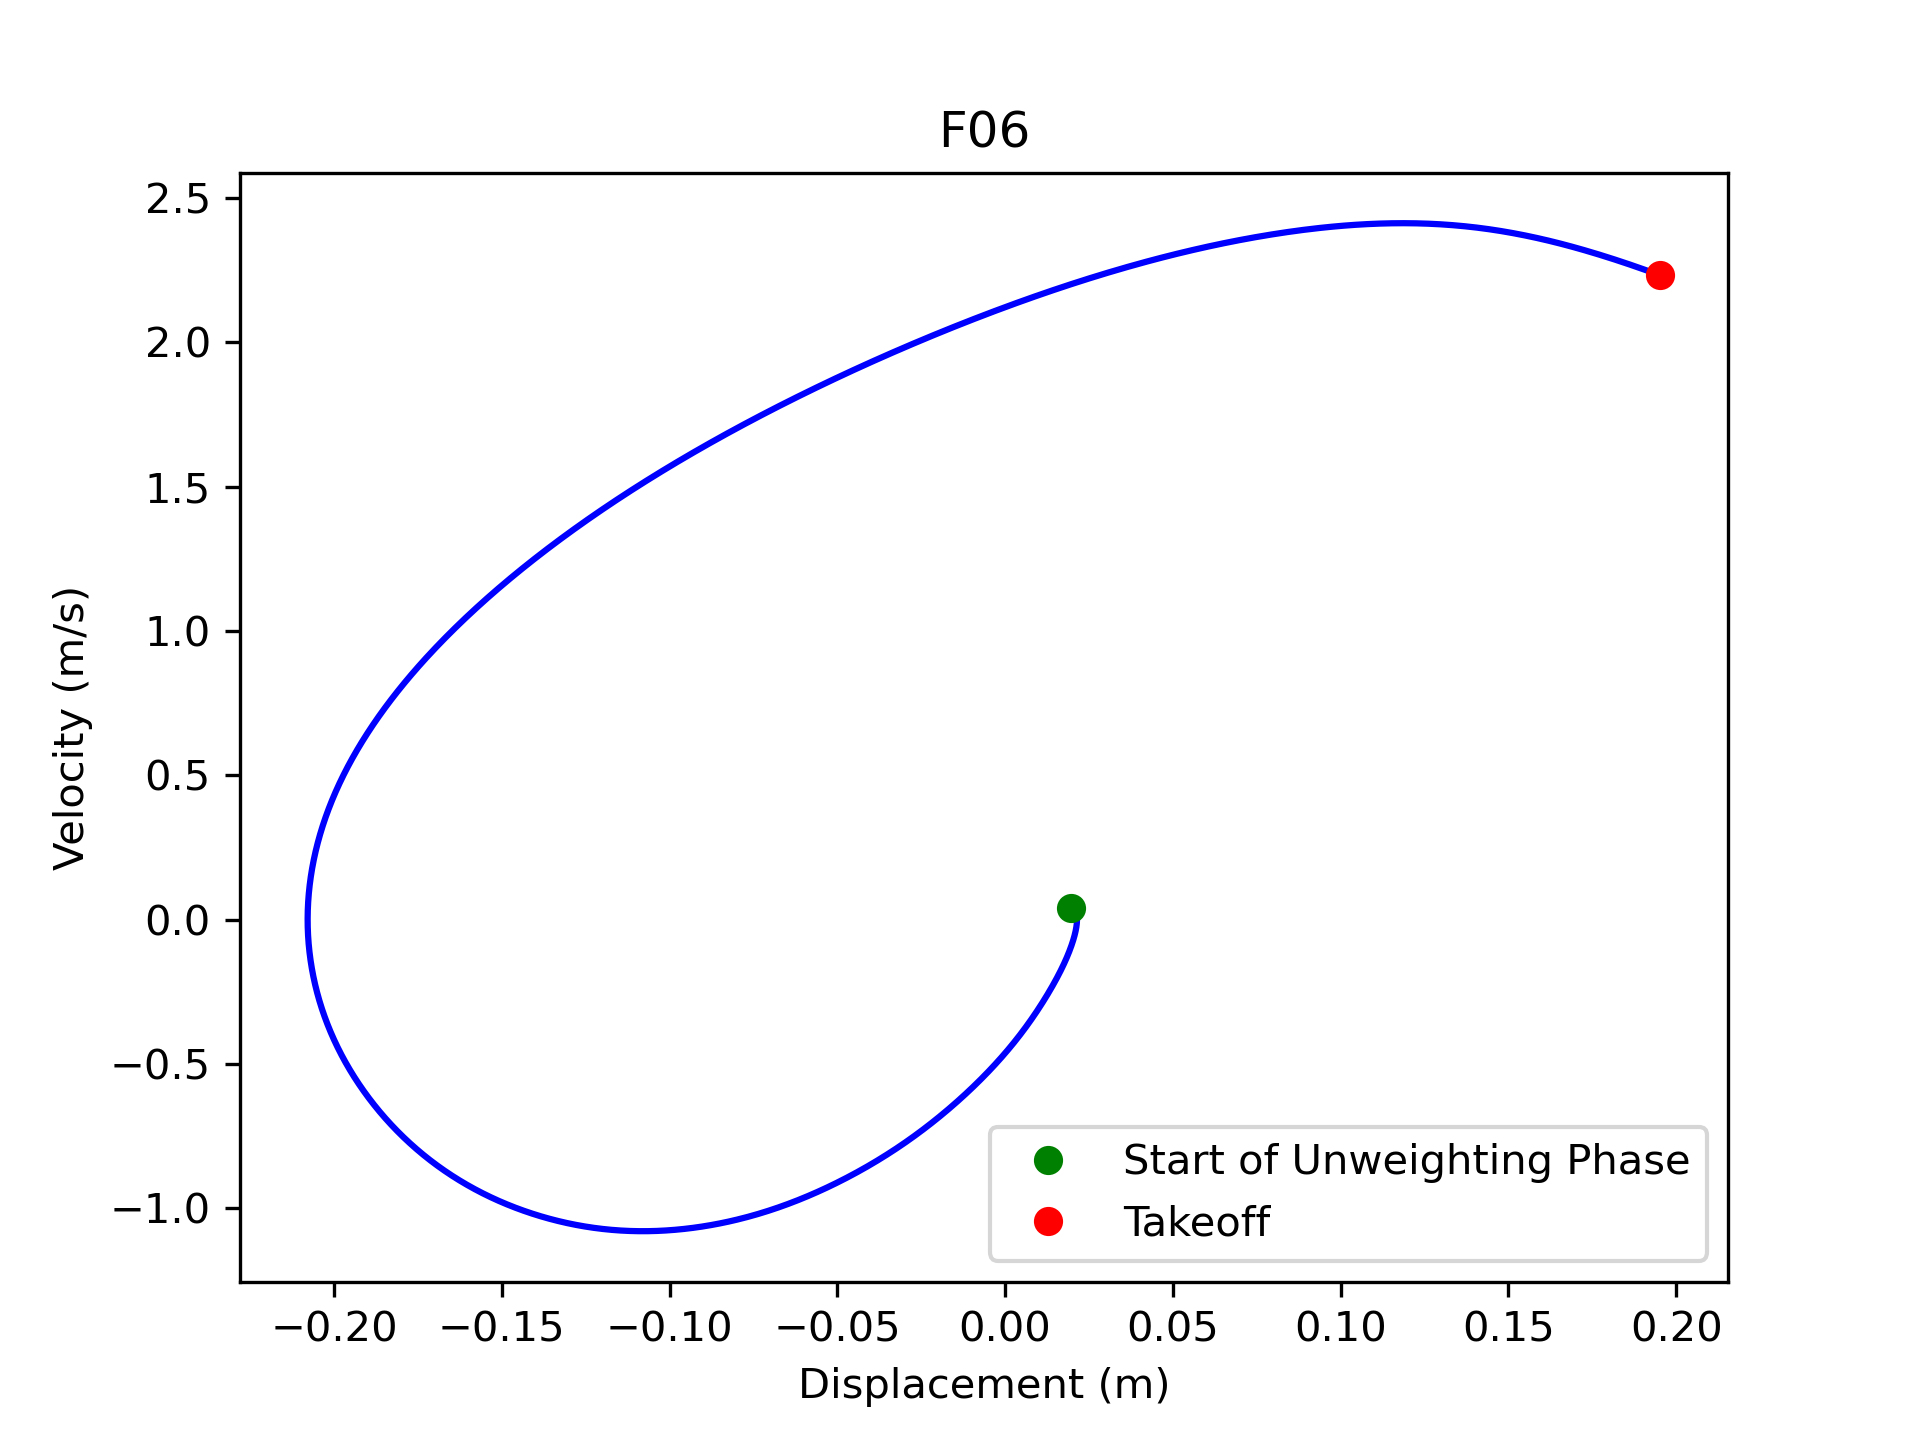 F06
2.5
2.0
1.5
1.0
0.5
0.0
−0.5
−1.0
Velocity (m/s)
Start of Unweighting Phase
Takeoff
−0.20 −0.15 −0.10 −0.05 0.00 0.05 0.10 0.15 0.20
Displacement (m)